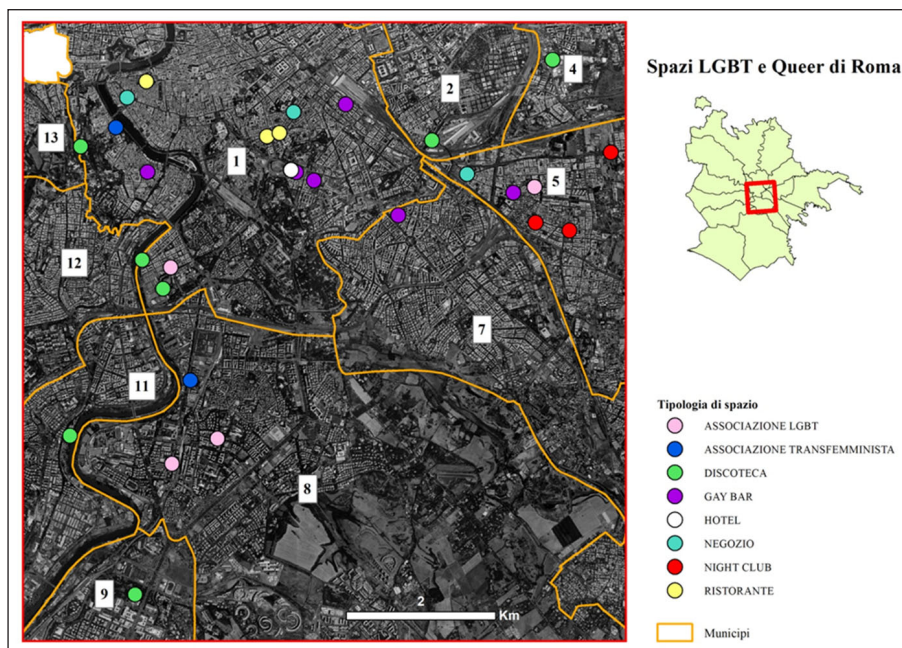 Spazi LGBT e Queer di Roma
4
2
13
1
5
12
7
11
8
9
2
Km
Tipologia di spazio
ASSOCIAZIONE LGBT
ASSOCIAZIONE TRANSFEMMINISTA
DISCOTECA
GAY BAR
HOTEL
NEGOZIO
NIGHT CLUB
RISTORANTE
Municipi